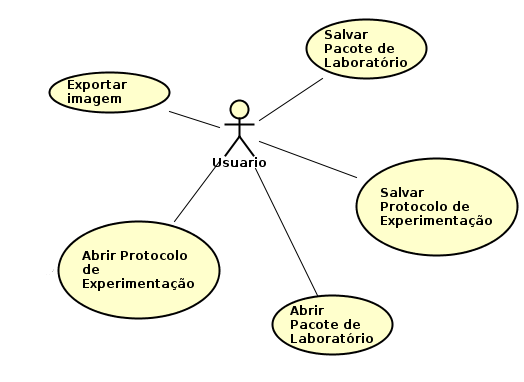 Salvar
Pacote de
Laboratório
Exportar
imagem
Usuario
Salvar
Protocolo de
Experimentação
Abrir Protocolo
de
Experimentação
Abrir
Pacote de
Laboratório